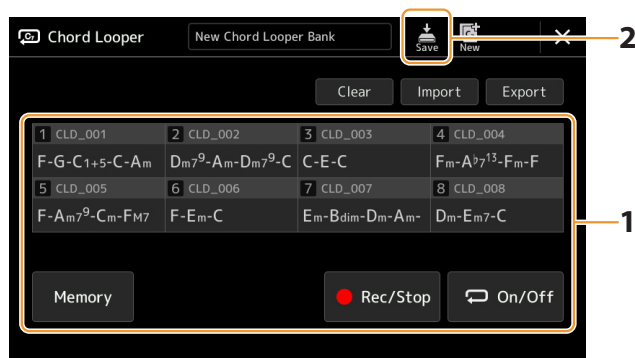 Chord Looper New Chord Looper Bank Save New 2
Clear Import Export
1 CLD_001 2 CLD_002 3 CLD_003 4 CLD_004
F-G-C1+5-C-Am Dm7⁹-Am-Dm7⁹-C C-E-C Fm-A♭7¹³-Fm-F
5 CLD_005 6 CLD_006 7 CLD_007 8 CLD_008
F-Am7⁹-Cm-FM7 F-Em-C Em-Bdim-Dm-Am- Dm-Em7-C
1
Memory Rec/Stop On/Off